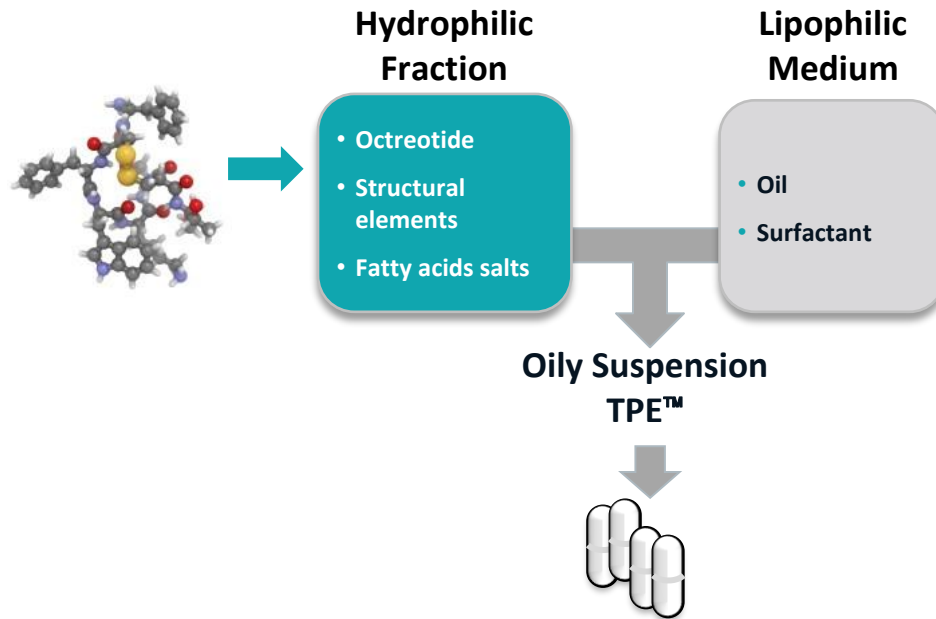 Hydrophilic
Fraction
• Octreotide
• Structural
elements
• Fatty acids salts
Lipophilic
Medium
• Oil
• Surfactant
Oily Suspension
TPE™